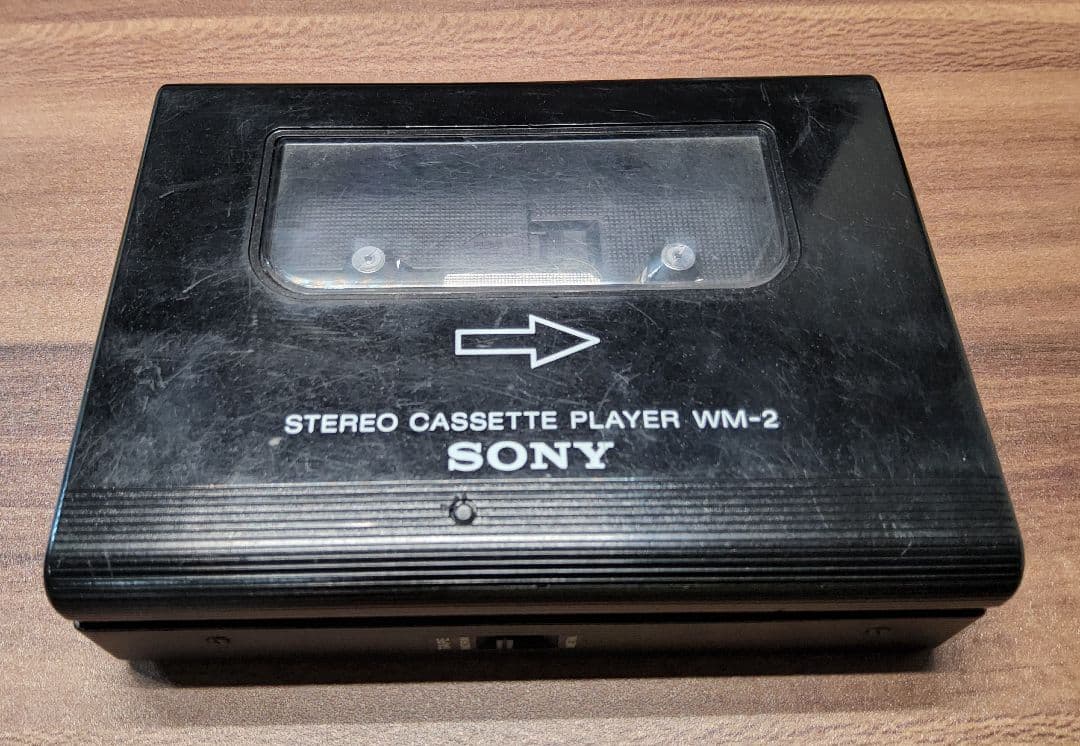 STEREO CASSETTE PLAYER WM-2
SONY